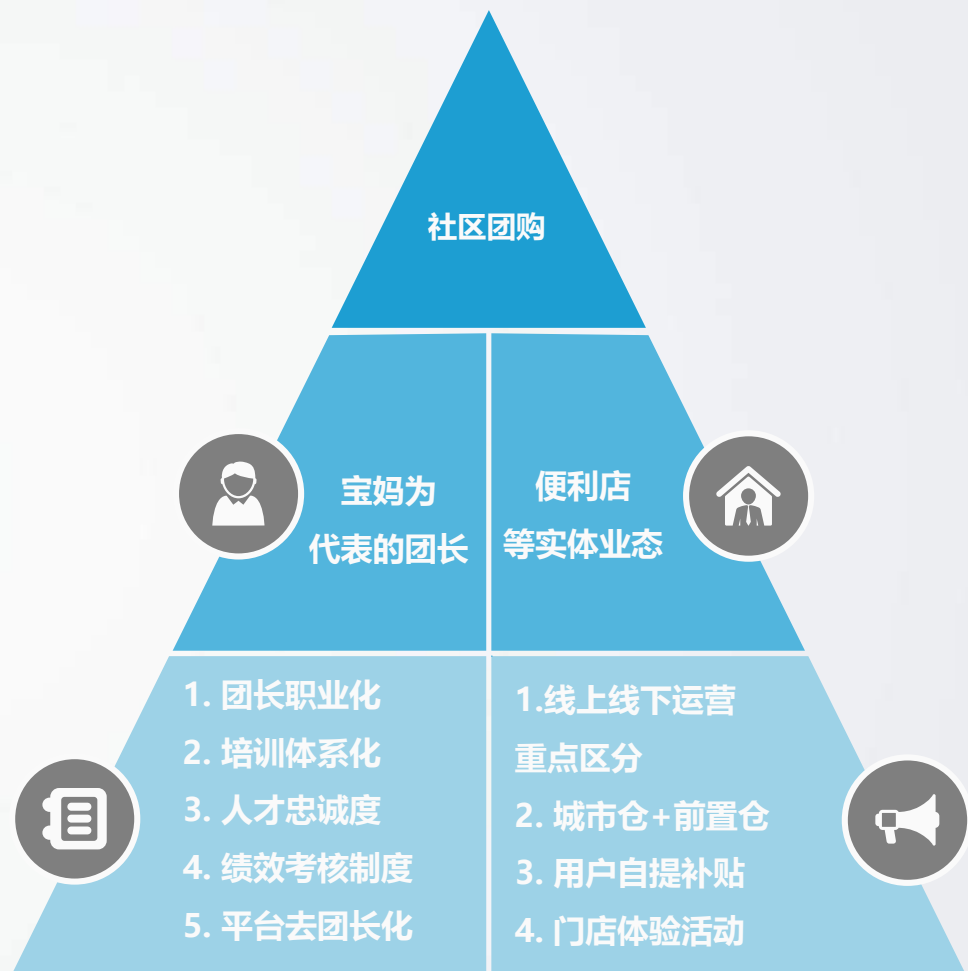 社区团购
宝妈为
代表的团长
便利店
等实体业态
1. 团长职业化
2. 培训体系化
3. 人才忠诚度
4. 绩效考核制度
5. 平台去团长化
1.线上线下运营
重点区分
2. 城市仓+前置仓
3. 用户自提补贴
4. 门店体验活动